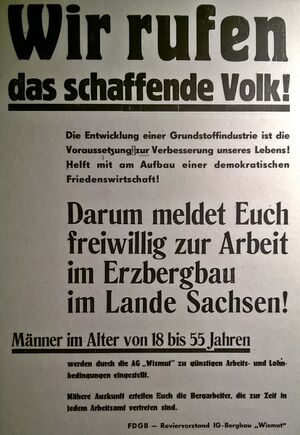 Wir rufen
das schaffende Volk!
Die Entwicklung einer Grundstoffindustrie ist die
Voraussetzung zur Verbesserung unseres Lebens!
Helft mit am Aufbau einer demokratischen
Friedenswirtschaft!
Darum meldet Euch
freiwillig zur Arbeit
im Erzbergbau
im Lande Sachsen!
Männer im Alter von 18 bis 55 Jahren
werden durch die AG „Wismut" zu günstigen Arbeits- und Lohn-
bedingungen eingestellt.
Nähere Auskunft erteilen Euch die Bergarbeiter, die zur Zeit in
jedem Arbeitsamt vertreten sind.
FDGB – Reviervorstand IG-Bergbau „Wismut"